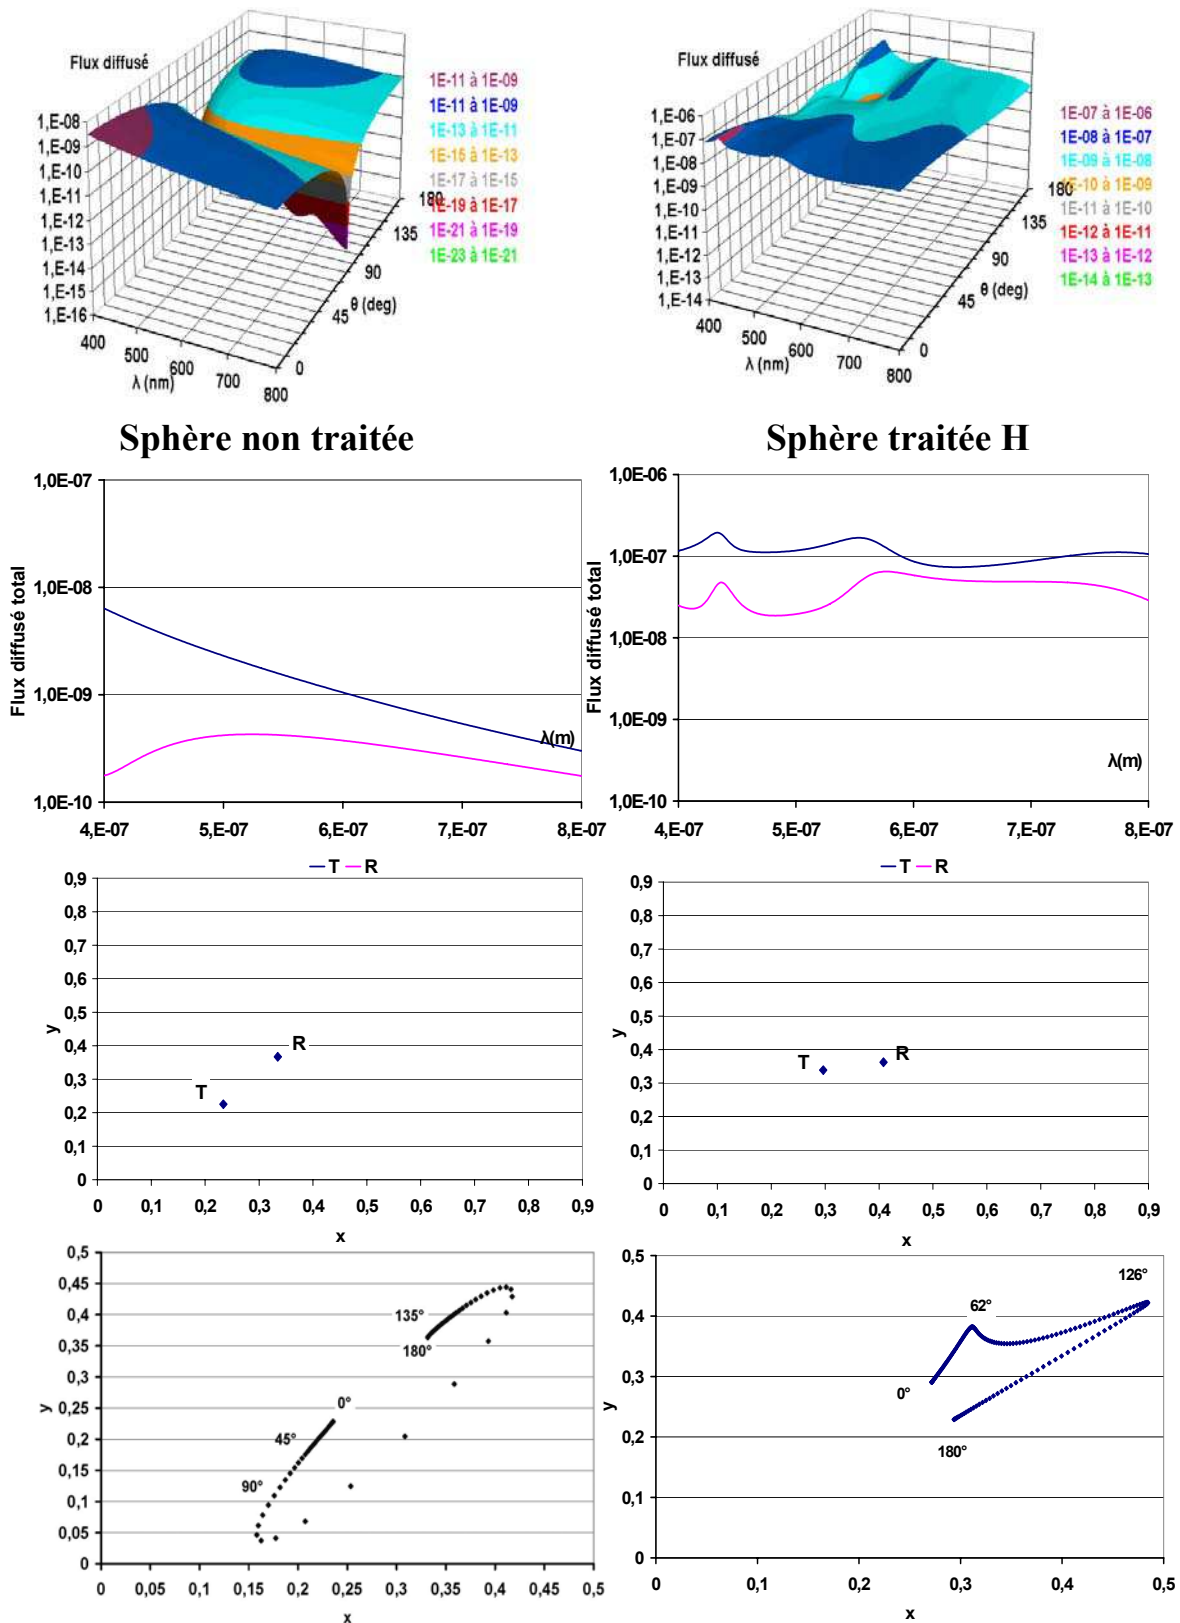 Flux diffusé
1E-11 à 1E-09
1E-11 à 1E-09
1E-13 à 1E-11
1E-15 à 1E-13
1E-17 à 1E-15
1E-19 à 1E-17
1E-21 à 1E-19
1E-23 à 1E-21
1,E-08
1,E-09
1,E-10
1,E-11
1,E-12
1,E-13
1,E-14
1,E-15
1,E-16
400
500
600
700
800
λ (nm)
0
45
90
135
180
θ (deg)
Flux diffusé
1E-07 à 1E-06
1E-08 à 1E-07
1E-09 à 1E-08
1E-10 à 1E-09
1E-11 à 1E-10
1E-12 à 1E-11
1E-13 à 1E-12
1E-14 à 1E-13
1,E-06
1,E-07
1,E-08
1,E-09
1,E-10
1,E-11
1,E-12
1,E-13
1,E-14
400
500
600
700
800
λ (nm)
0
45
90
135
180
θ (deg)
Sphère non traitée
Sphère traitée H
1,0E-07
1,0E-08
1,0E-09
1,0E-10
Flux diffusé total
λ(m)
4,E-07 5,E-07 6,E-07 7,E-07 8,E-07
T R
1,0E-06
1,0E-07
1,0E-08
1,0E-09
1,0E-10
Flux diffusé total
λ(m)
4,E-07 5,E-07 6,E-07 7,E-07 8,E-07
T R
0,9
0,8
0,7
0,6
0,5
0,4
0,3
0,2
0,1
0
y
R
T
0 0,1 0,2 0,3 0,4 0,5 0,6 0,7 0,8 0,9
x
0,9
0,8
0,7
0,6
0,5
0,4
0,3
0,2
0,1
0
y
T
R
0 0,1 0,2 0,3 0,4 0,5 0,6 0,7 0,8 0,9
x
0,5
0,45
0,4
0,35
0,3
0,25
0,2
0,15
0,1
0,05
0
y
135°
180°
0°
45°
90°
0 0,05 0,1 0,15 0,2 0,25 0,3 0,35 0,4 0,45 0,5
x
0,5
0,4
0,3
0,2
0,1
0
y
126°
62°
0°
180°
0 0,1 0,2 0,3 0,4 0,5
x